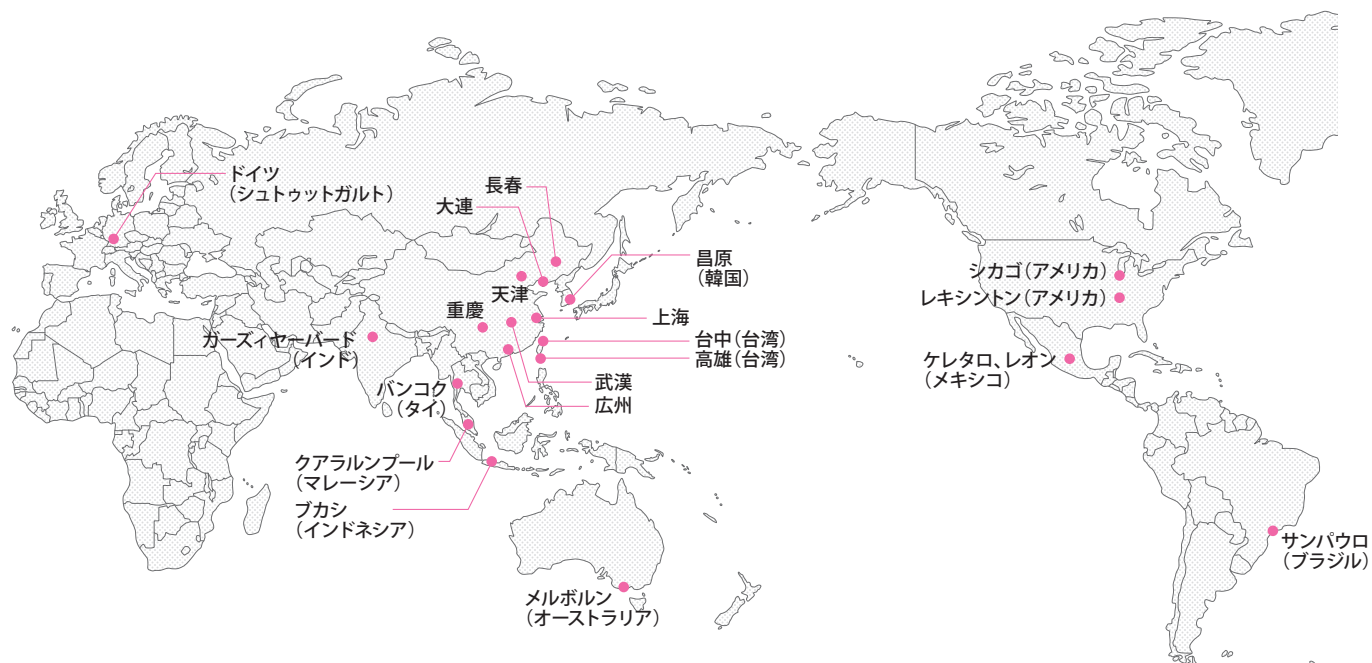 ドイツ
（シュトゥットガルト）
長春
大連
昌原
（韓国）
天津
重慶
上海
ガーズィヤーバード
（インド）
台中（台湾）
高雄（台湾）
バンコク
（タイ）
武漢
広州
クアラルンプール
（マレーシア）
ブカシ
（インドネシア）
メルボルン
（オーストラリア）
シカゴ（アメリカ）
レキシントン（アメリカ）
ケレタロ、レオン
（メキシコ）
サンパウロ
（ブラジル）